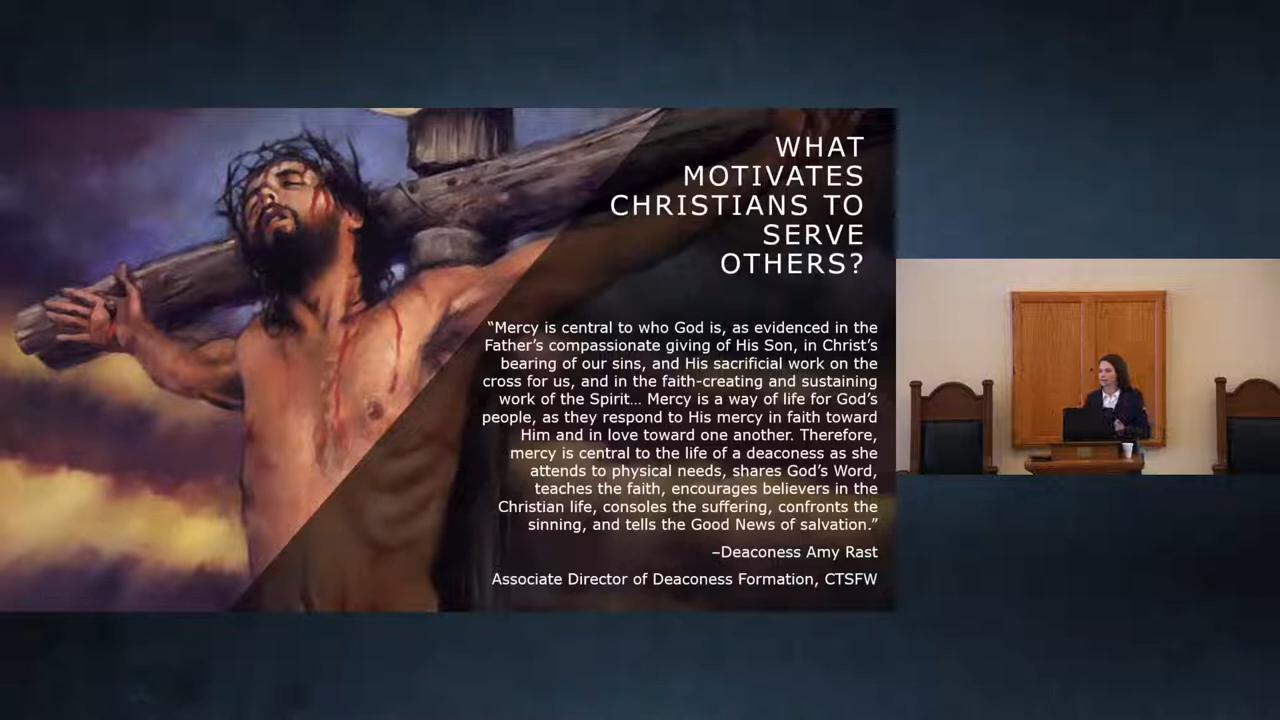 WHAT
MOTIVATES
CHRISTIANS TO
SERVE
OTHERS?
“Mercy is central to who God is, as evidenced in the
Father’s compassionate giving of His Son, in Christ’s
bearing of our sins, and His sacrificial work on the
cross for us, and in the faith-creating and sustaining
work of the Spirit… Mercy is a way of life for God’s
people, as they respond to His mercy in faith toward
Him and in love toward one another. Therefore,
mercy is central to the life of a deaconess as she
attends to physical needs, shares God’s Word,
teaches the faith, encourages believers in the
Christian life, consoles the suffering, confronts the
sinning, and tells the Good News of salvation.”
–Deaconess Amy Rast
Associate Director of Deaconess Formation, CTSFW